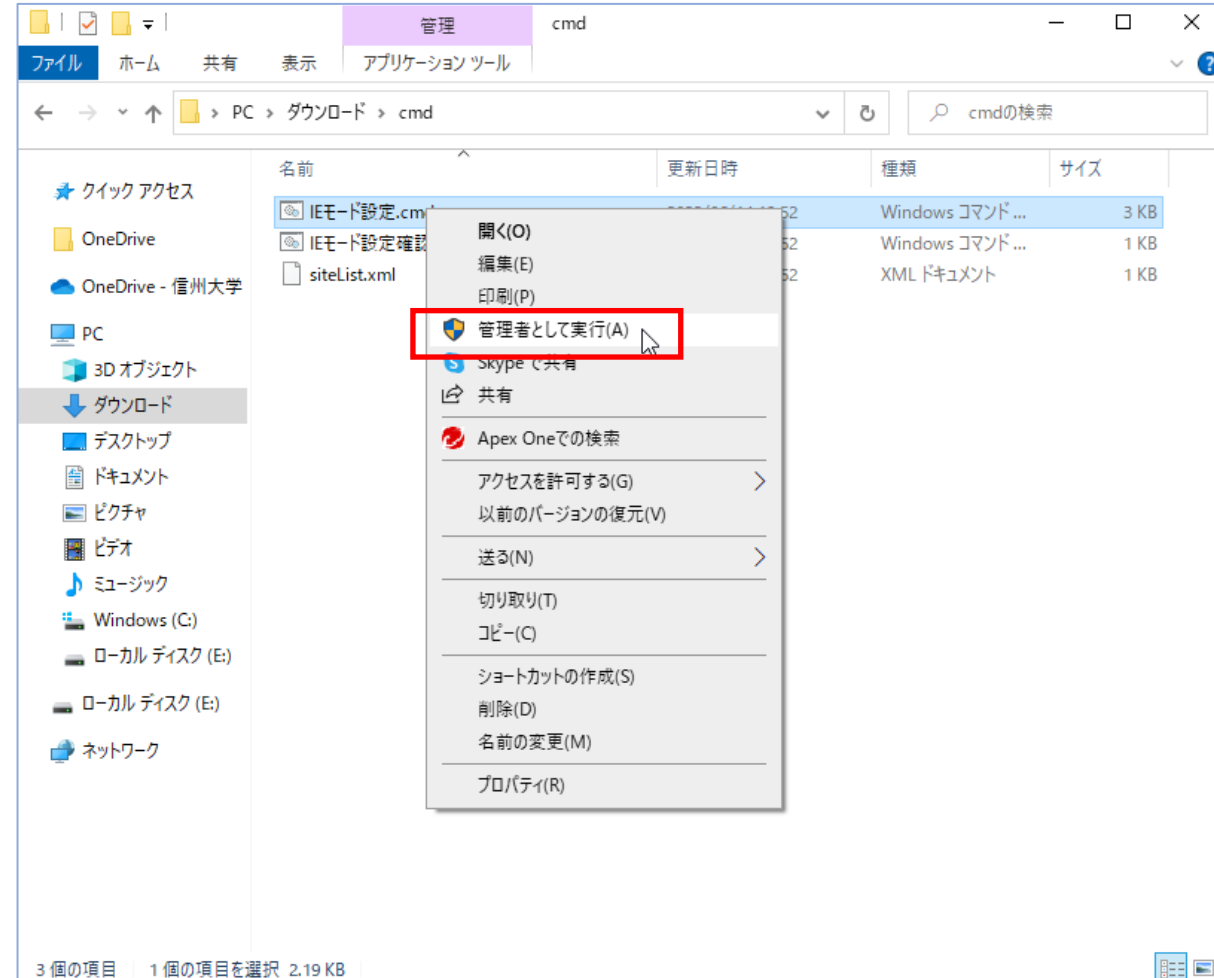 管理 cmd
ファイル ホーム 共有 表示 アプリケーション ツール
PC › ダウンロード › cmd
cmdの検索
名前 更新日時 種類 サイズ
クイック アクセス
OneDrive
OneDrive - 信州大学
PC
3D オブジェクト
ダウンロード
デスクトップ
ドキュメント
ピクチャ
ビデオ
ミュージック
Windows (C:)
ローカル ディスク (E:)
ローカル ディスク (E:)
ネットワーク
IEモード設定.cmd Windows コマンド ... 3 KB
IEモード設定確認 52 Windows コマンド ... 1 KB
siteList.xml 52 XML ドキュメント 1 KB
開く(O)
編集(E)
印刷(P)
管理者として実行(A)
Skype で共有
共有
Apex Oneでの検索
アクセスを許可する(G)
以前のバージョンの復元(V)
送る(N)
切り取り(T)
コピー(C)
ショートカットの作成(S)
削除(D)
名前の変更(M)
プロパティ(R)
3 個の項目 1 個の項目を選択 2.19 KB